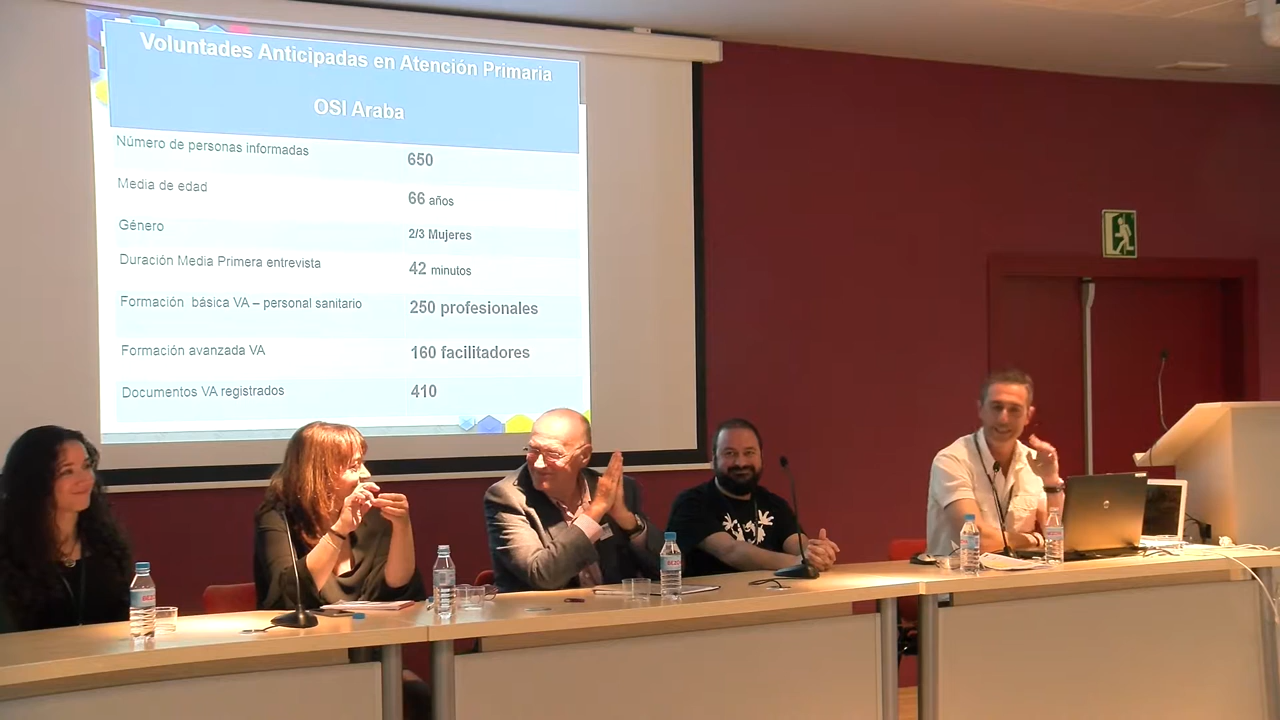 Voluntades Anticipadas en Atención Primaria
OSI Araba
Número de personas informadas 650
Media de edad 66 años
Género 2/3 Mujeres
Duración Media Primera entrevista 42 minutos
Formación básica VA – personal sanitario 250 profesionales
Formación avanzada VA 160 facilitadores
Documentos VA registrados 410